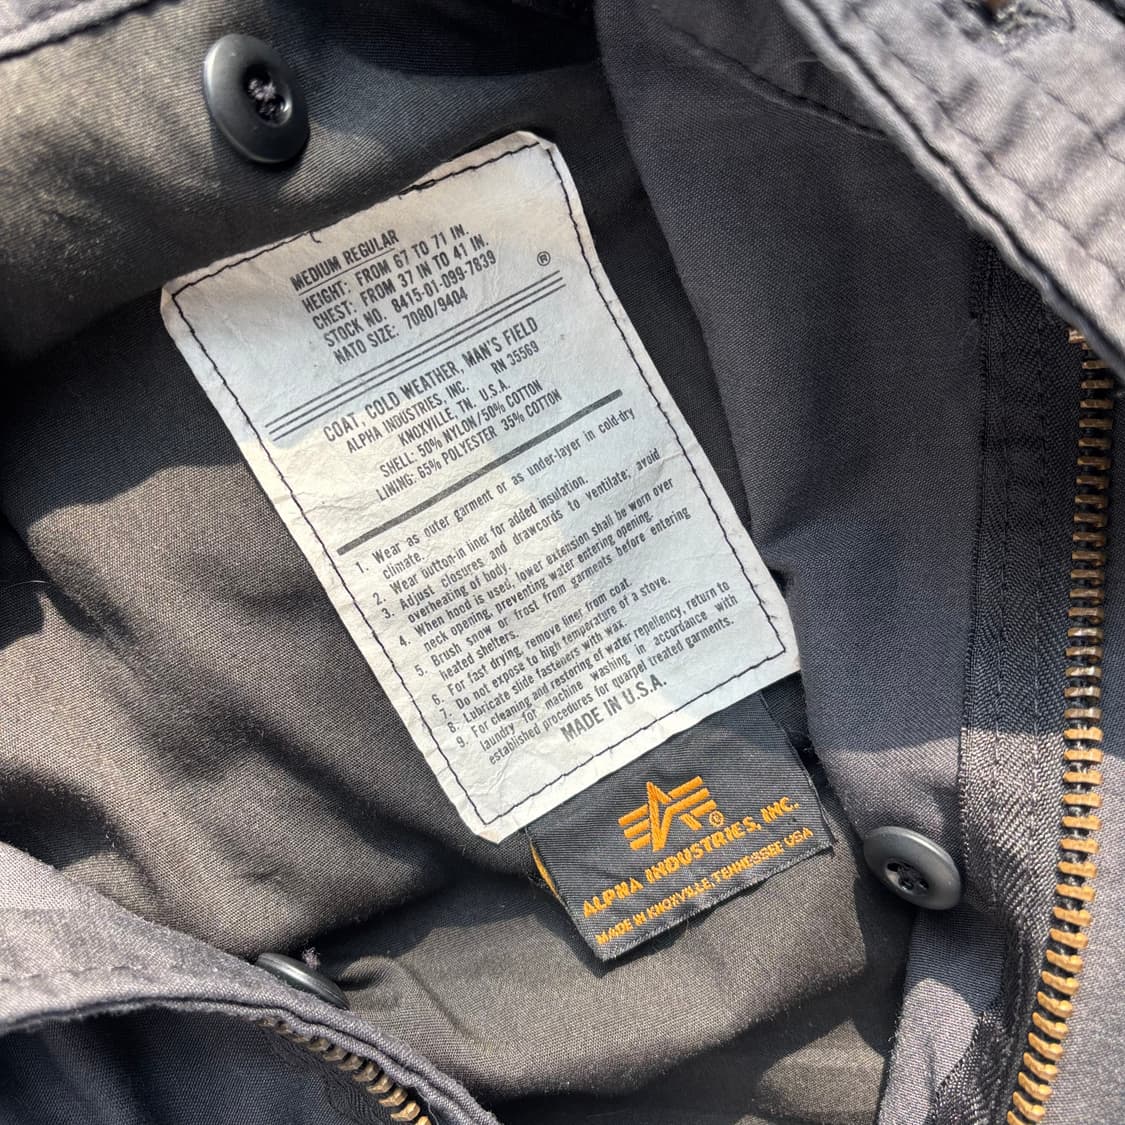 MEDIUM REGULAR
HEIGHT: FROM 67 TO 71 IN.
CHEST: FROM 37 IN TO 41 IN.
STOCK NO. 8415-01-099-7839
NATO SIZE: 7080/9404
®
COAT, COLD WEATHER, MAN'S FIELD
ALPHA INDUSTRIES, INC. RN 35569
KNOXVILLE, TN. U.S.A.
SHELL: 50% NYLON/50% COTTON
LINING: 65% POLYESTER 35% COTTON
1. Wear as outer garment or as under-layer in cold-dry
climate.
2. Wear button-in liner for added insulation.
3. Adjust closures and drawcords to ventilate; avoid
overheating of body.
4. When hood is used, lower extension shall be worn over
neck opening, preventing water entering opening.
5. Brush snow or frost from garments before entering
heated shelters.
6. For fast drying, remove liner from coat.
7. Do not expose to high temperature of a stove.
8. Lubricate slide fasteners with wax.
9. For cleaning and restoring of water repellency, return to
laundry for machine washing in accordance with
established procedures for quarpel treated garments.
MADE IN U.S.A.
®
ALPHA INDUSTRIES, INC.
MADE IN KNOXVILLE, TENNESSEE USA